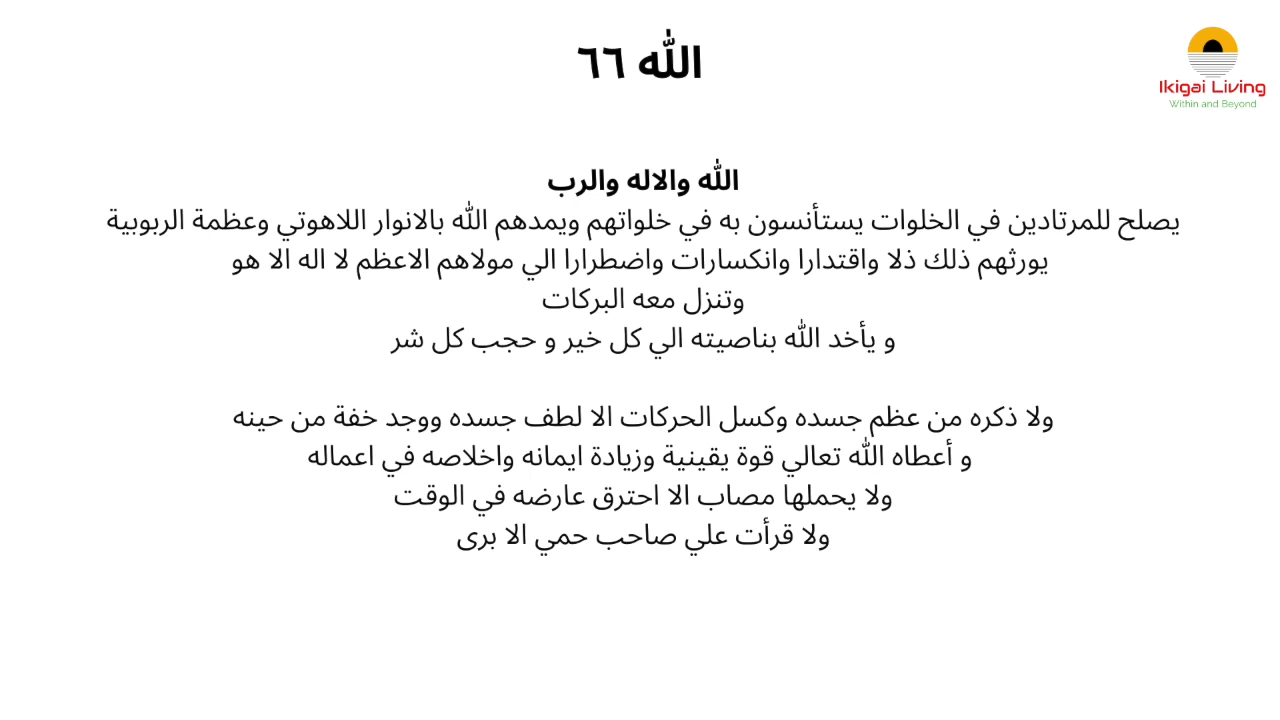 الله ٦٦
Ikigai Living
Within and Beyond
الله والاله والرب
يصلح للمرتادين في الخلوات يستأنسون به في خلواتهم ويمدهم الله بالانوار اللاهوتي وعظمة الربوبية
يورثهم ذلك ذلا واقتدارا وانكسارات واضطرارا الي مولاهم الاعظم لا اله الا هو
وتنزل معه البركات
و يأخد الله بناصيته الي كل خير و حجب كل شر
ولا ذكره من عظم جسده وكسل الحركات الا لطف جسده ووجد خفة من حينه
و أعطاه الله تعالي قوة يقينية وزيادة ايمانه واخلاصه في اعماله
ولا يحملها مصاب الا احترق عارضه في الوقت
ولا قرأت علي صاحب حمي الا برى